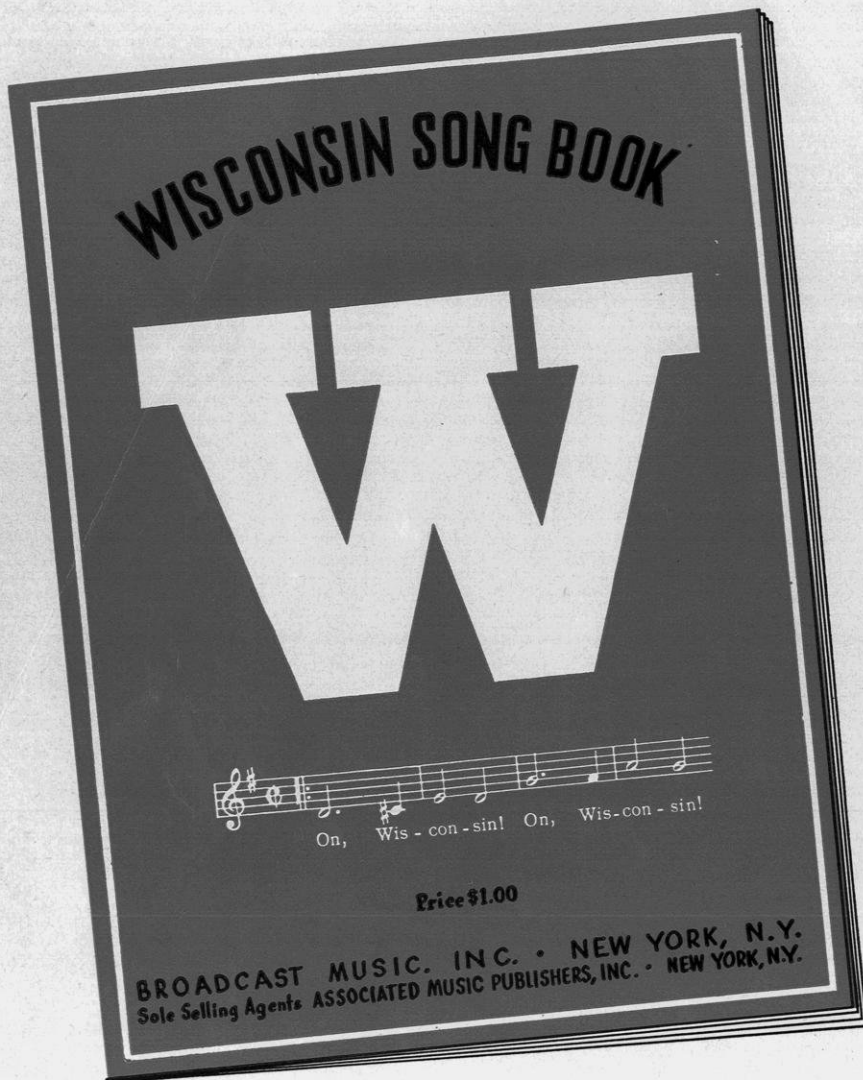 WISCONSIN SONG BOOK
W
On, Wis - con - sin! On, Wis - con - sin!
Price $1.00
BROADCAST MUSIC. INC. • NEW YORK, N.Y.
Sole Selling Agents ASSOCIATED MUSIC PUBLISHERS, INC. • NEW YORK, N.Y.